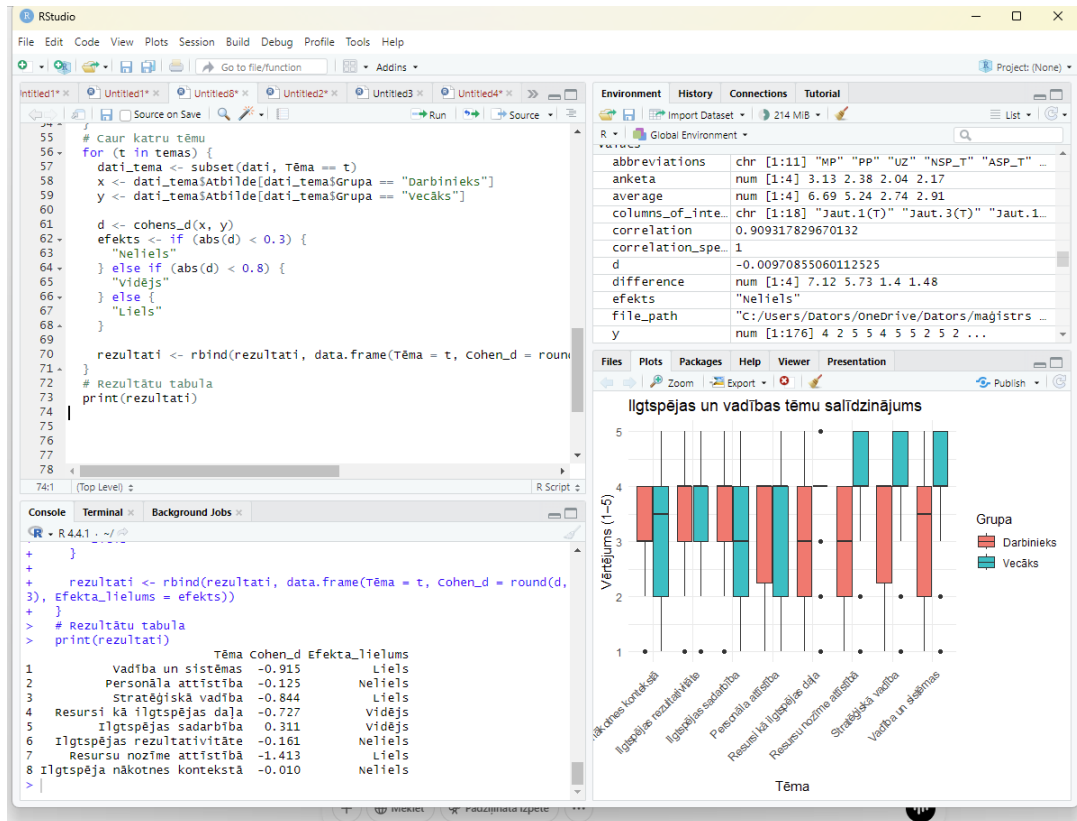 RStudio
File Edit Code View Plots Session Build Debug Profile Tools Help
Go to file/function Addins Project: (None)
ntitled1* Untitled1* Untitled8* Untitled2* Untitled3 Untitled4*
Source on Save Run Source
54 }
55 # Caur katru tēmu
56 for (t in temas) {
57 dati_tema <- subset(dati, Tēma == t)
58 x <- dati_tema$Atbilde[dati_tema$Grupa == "Darbinieks"]
59 y <- dati_tema$Atbilde[dati_tema$Grupa == "Vecāks"]
60
61 d <- cohens_d(x, y)
62 efekts <- if (abs(d) < 0.3) {
63 "Neliels"
64 } else if (abs(d) < 0.8) {
65 "Vidējs"
66 } else {
67 "Liels"
68 }
69
70 rezultati <- rbind(rezultati, data.frame(Tēma = t, Cohen_d = roun
71 }
72 # Rezultātu tabula
73 print(rezultati)
74
75
76
77
78
74:1 (Top Level) R Script
Console Terminal Background Jobs
R 4.4.1 . ~/
+ }
+
+ rezultati <- rbind(rezultati, data.frame(Tēma = t, Cohen_d = round(d,
3), Efekta_lielums = efekts))
+ }
> # Rezultātu tabula
> print(rezultati)
Tēma Cohen_d Efekta_lielums
1 Vadība un sistēmas -0.915 Liels
2 Personāla attīstība -0.125 Neliels
3 Stratēģiskā vadība -0.844 Liels
4 Resursi kā ilgtspējas daļa -0.727 Vidējs
5 Ilgtspējas sadarbība 0.311 Vidējs
6 Ilgtspējas rezultativitāte -0.161 Neliels
7 Resursu nozīme attīstībā -1.413 Liels
8 Ilgtspēja nākotnes kontekstā -0.010 Neliels
>
Environment History Connections Tutorial
Import Dataset 214 MiB List
R Global Environment
values
abbreviations chr [1:11] "MP" "PP" "UZ" "NSP_T" "ASP_T" …
anketa num [1:4] 3.13 2.38 2.04 2.17
average num [1:4] 6.69 5.24 2.74 2.91
columns_of_inte… chr [1:18] "Jaut.1(T)" "Jaut.3(T)" "Jaut.1…
correlation 0.909317829670132
correlation_spe… 1
d -0.00970855060112525
difference num [1:4] 7.12 5.73 1.4 1.48
efekts "Neliels"
file_path "C:/Users/Dators/OneDrive/Dators/maģistrs …
y num [1:176] 4 2 5 5 4 5 5 2 5 2 ...
Files Plots Packages Help Viewer Presentation
Zoom Export Publish
Ilgtspējas un vadības tēmu salīdzinājums
Vērtējums (1–5)
5
4
3
2
1
nākotnes kontekstā
Ilgtspējas rezultativitāte
Ilgtspējas sadarbība
Personāla attīstība
Resursi kā ilgtspējas daļa
Resursu nozīme attīstībā
Stratēģiskā vadība
Vadība un sistēmas
Tēma
Grupa
Darbinieks
Vecāks
Meklēt Padziļināta izpēte